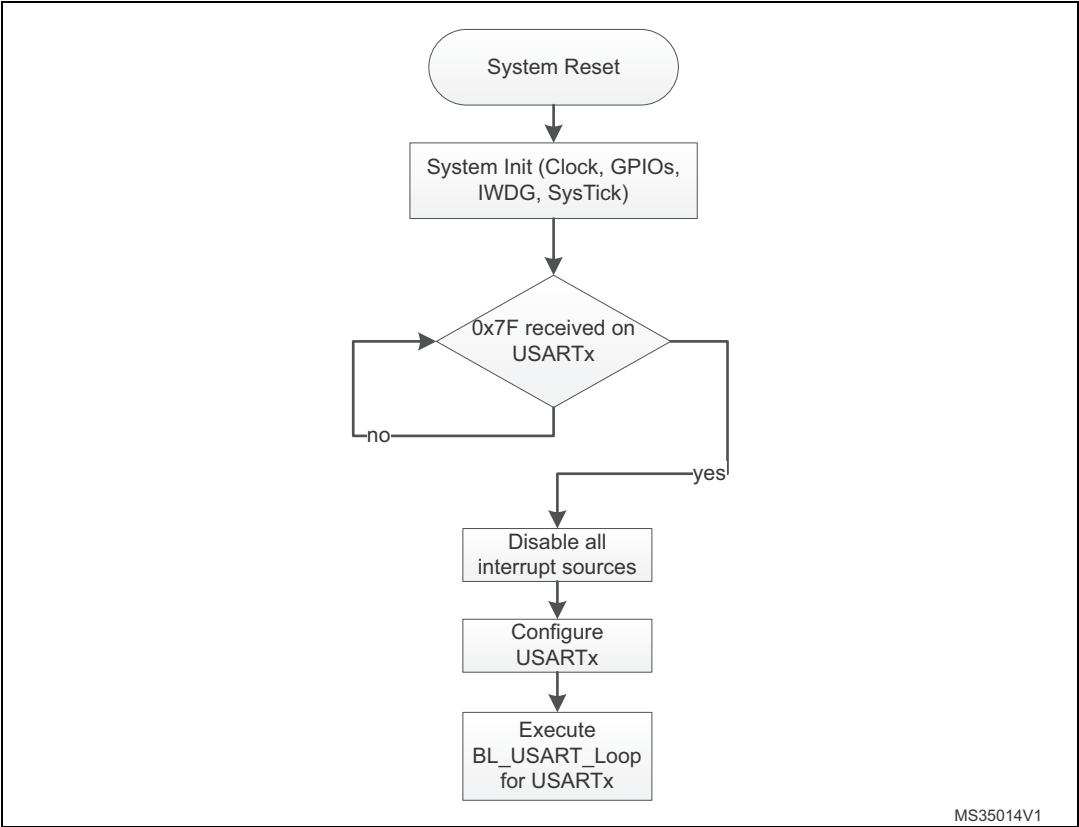 System Reset
System Init (Clock, GPIOs,
IWDG, SysTick)
0x7F received on
USARTx
no
yes
Disable all
interrupt sources
Configure
USARTx
Execute
BL_USART_Loop
for USARTx
MS35014V1